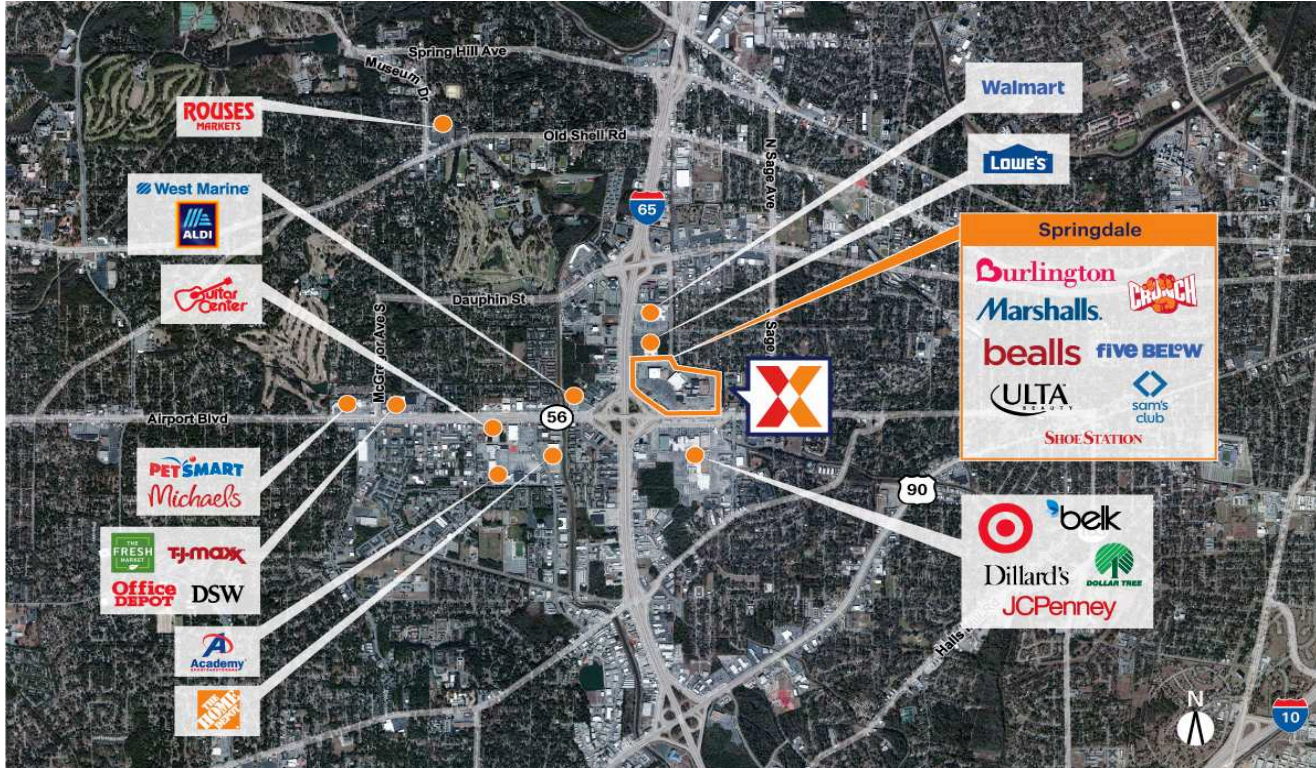 Spring Hill Ave
Museum Dr
ROUSES
MARKETS
Old Shell Rd
N Sage Ave
Walmart
LOWE'S
West Marine
ALDI
65
Springdale
Burlington
CRUNCH
Marshalls.
bealls
five BEL°W
ULTA
BEAUTY
sam's
club
SHOE STATION
Guitar
Center
Dauphin St
Sage
McGregor Ave S
Airport Blvd
56
X
PETSMART
Michaels
90
THE
FRESH
MARKET
T·J·maxx
Office
DEPOT
DSW
belk
Dillard's
DOLLAR TREE
JCPenney
Academy
Halls
THE
HOME
DEPOT
N
10